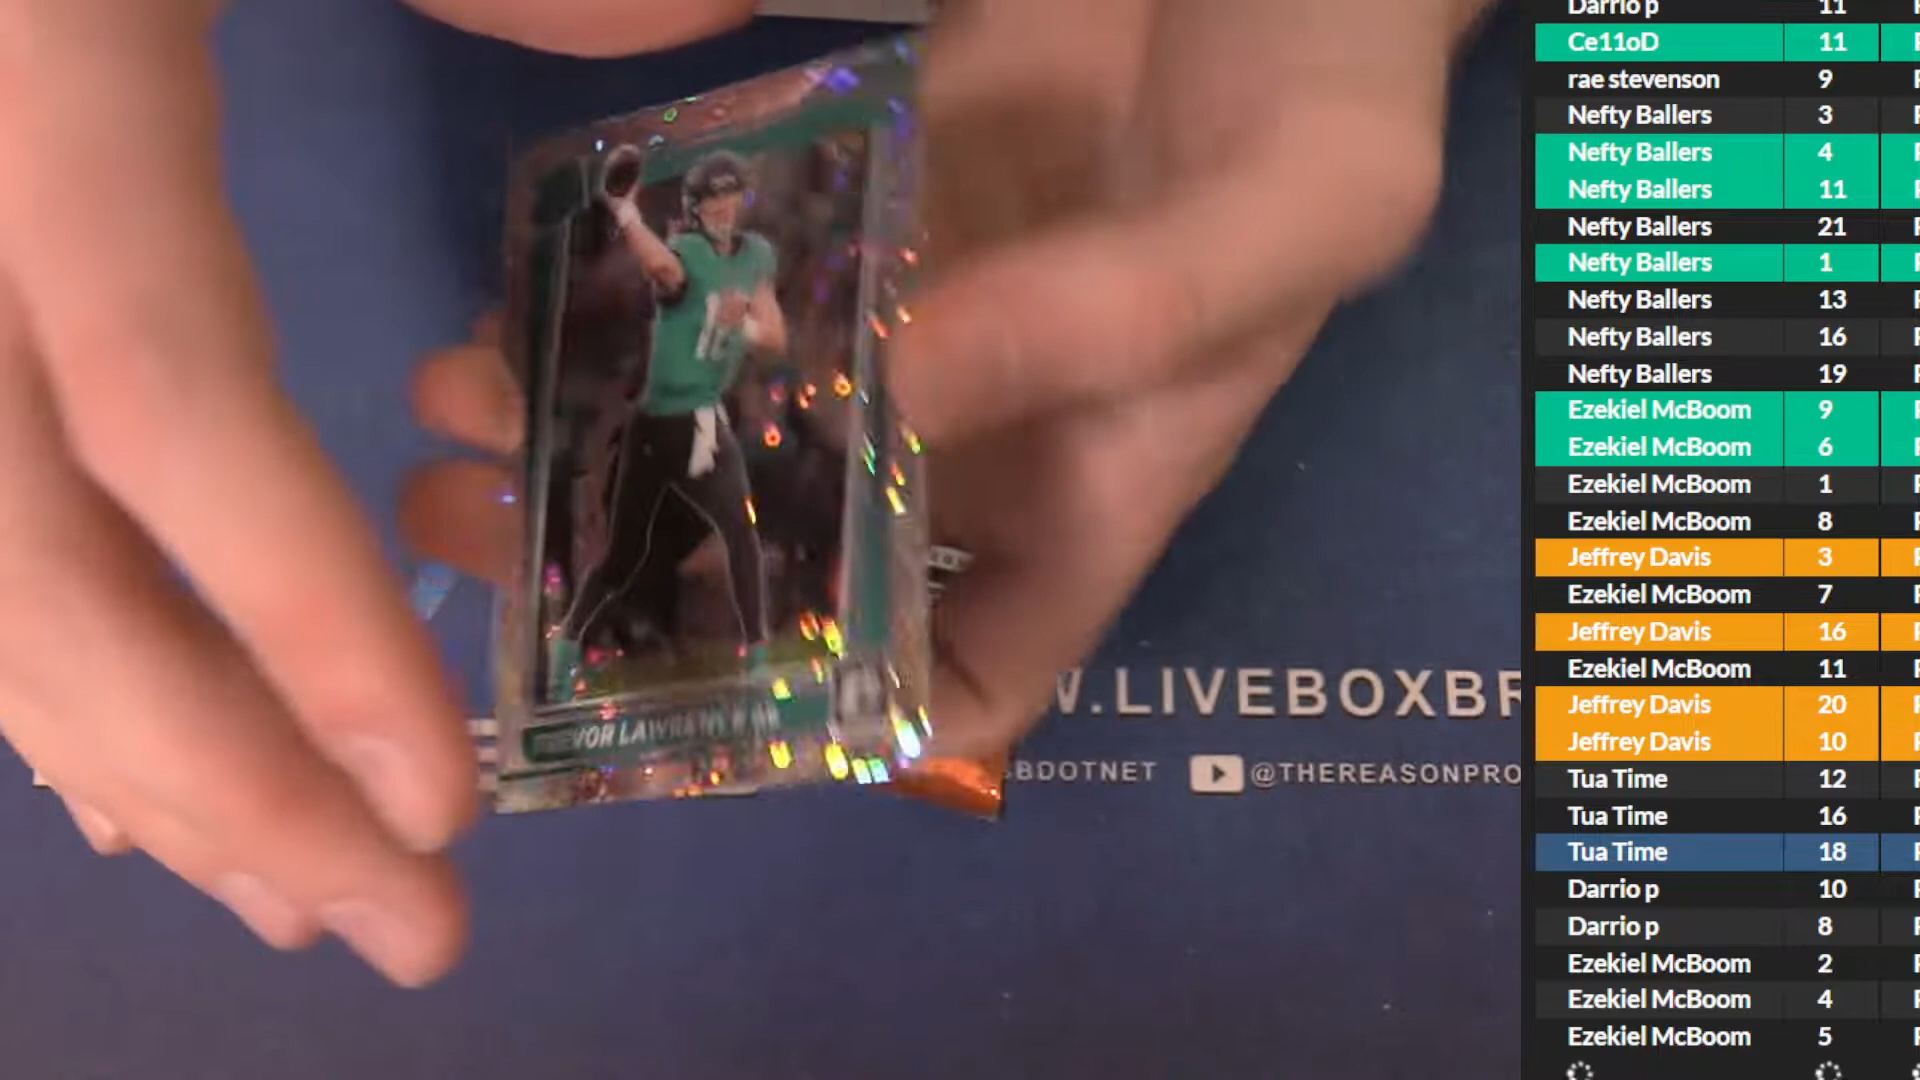 16
TREVOR LAWRENCE
W.LIVEBOXBR
BDOTNET
@THEREASONPRO
Darrio p 11
Ce11oD 11
rae stevenson 9
Nefty Ballers 3
Nefty Ballers 4
Nefty Ballers 11
Nefty Ballers 21
Nefty Ballers 1
Nefty Ballers 13
Nefty Ballers 16
Nefty Ballers 19
Ezekiel McBoom 9
Ezekiel McBoom 6
Ezekiel McBoom 1
Ezekiel McBoom 8
Jeffrey Davis 3
Ezekiel McBoom 7
Jeffrey Davis 16
Ezekiel McBoom 11
Jeffrey Davis 20
Jeffrey Davis 10
Tua Time 12
Tua Time 16
Tua Time 18
Darrio p 10
Darrio p 8
Ezekiel McBoom 2
Ezekiel McBoom 4
Ezekiel McBoom 5